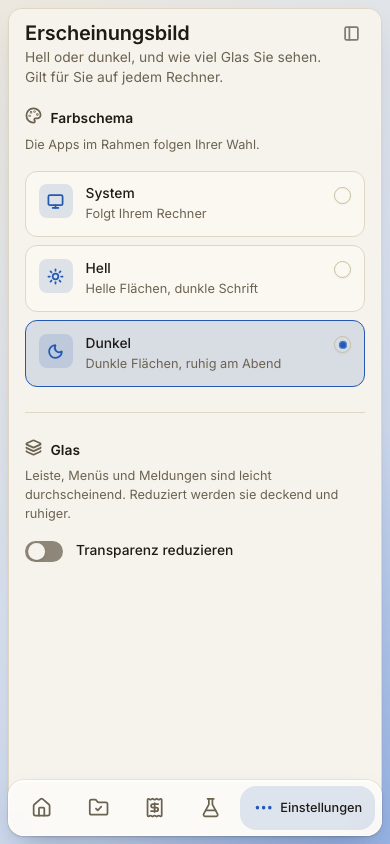 Erscheinungsbild
Hell oder dunkel, und wie viel Glas Sie sehen.
Gilt für Sie auf jedem Rechner.
Farbschema
Die Apps im Rahmen folgen Ihrer Wahl.
System
Folgt Ihrem Rechner
Hell
Helle Flächen, dunkle Schrift
Dunkel
Dunkle Flächen, ruhig am Abend
Glas
Leiste, Menüs und Meldungen sind leicht
durchscheinend. Reduziert werden sie deckend und
ruhiger.
Transparenz reduzieren
Einstellungen